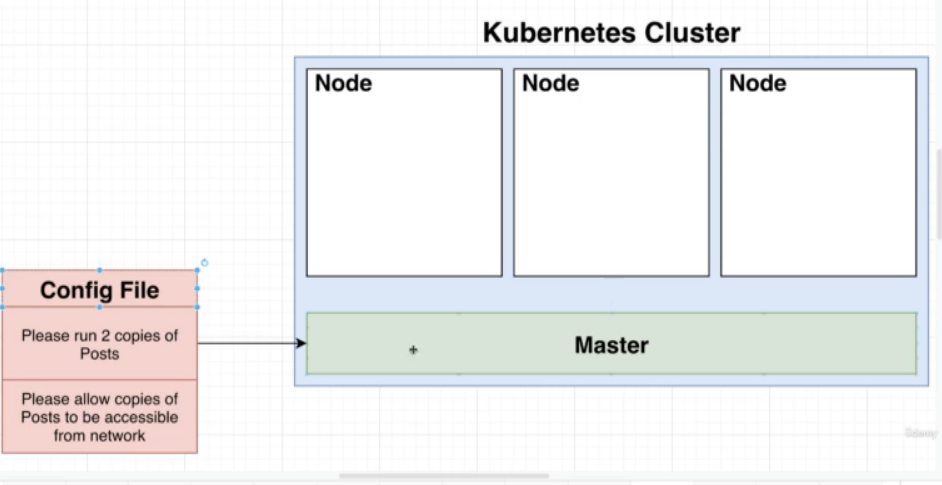 Kubernetes Cluster
Node
Node
Node
Config File
Please run 2 copies of
Posts
Please allow copies of
Posts to be accessible
from network
Master
Udemy